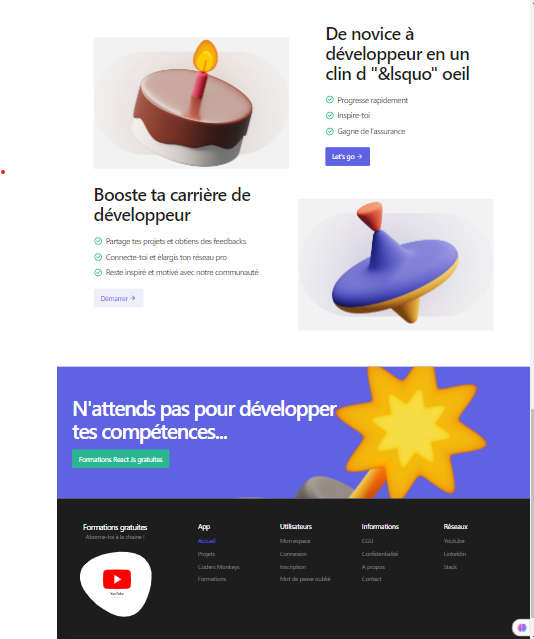 De novice à
développeur en un
clin d "&lsquo" oeil
Progresse rapidement
Inspire-toi
Gagne de l'assurance
Let's go →
Booste ta carrière de
développeur
Partage tes projets et obtiens des feedbacks
Connecte-toi et élargis ton réseau pro
Reste inspiré et motivé avec notre communauté
Démarrer →
N'attends pas pour développer
tes compétences...
Formations React Js gratuites
Formations gratuites
Abonne-toi à la chaine !
YouTube
App
Accueil
Projets
Coders Monkeys
Formations
Utilisateurs
Mon espace
Connexion
Inscription
Mot de passe oublié
Informations
CGU
Confidentialité
A propos
Contact
Réseaux
Youtube
Linkedin
Slack